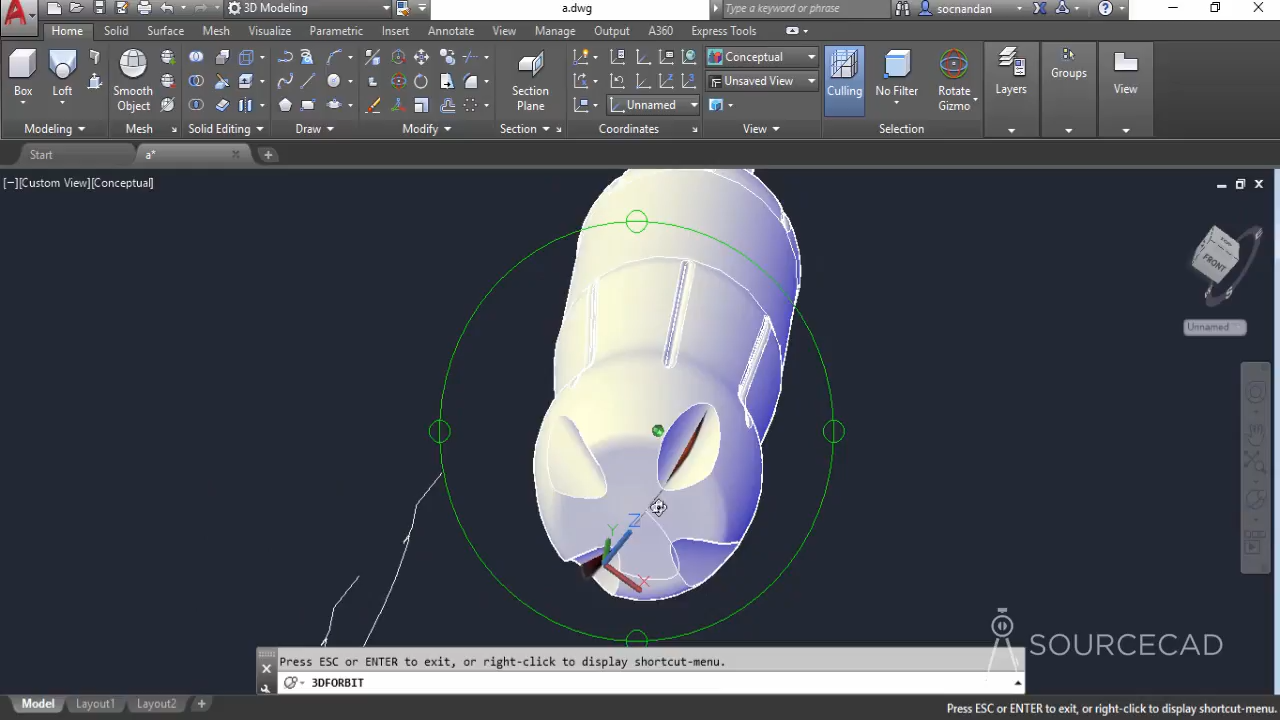 3D Modeling
a.dwg
Type a keyword or phrase
socnandan
Home Solid Surface Mesh Visualize Parametric Insert Annotate View Manage Output A360 Express Tools
Box
Loft
Smooth Object
Section Plane
Conceptual
Unsaved View
Unnamed
Culling
No Filter
Rotate Gizmo
Layers
Groups
View
Modeling
Mesh
Solid Editing
Draw
Modify
Section
Coordinates
View
Selection
Start
a*
[−][Custom View][Conceptual]
FRONT
Unnamed
Z
Y
X
SOURCECAD
Press ESC or ENTER to exit, or right-click to display shortcut-menu.
3DFORBIT
Model Layout1 Layout2
Press ESC or ENTER to exit, or right-click to display shortcut-menu.